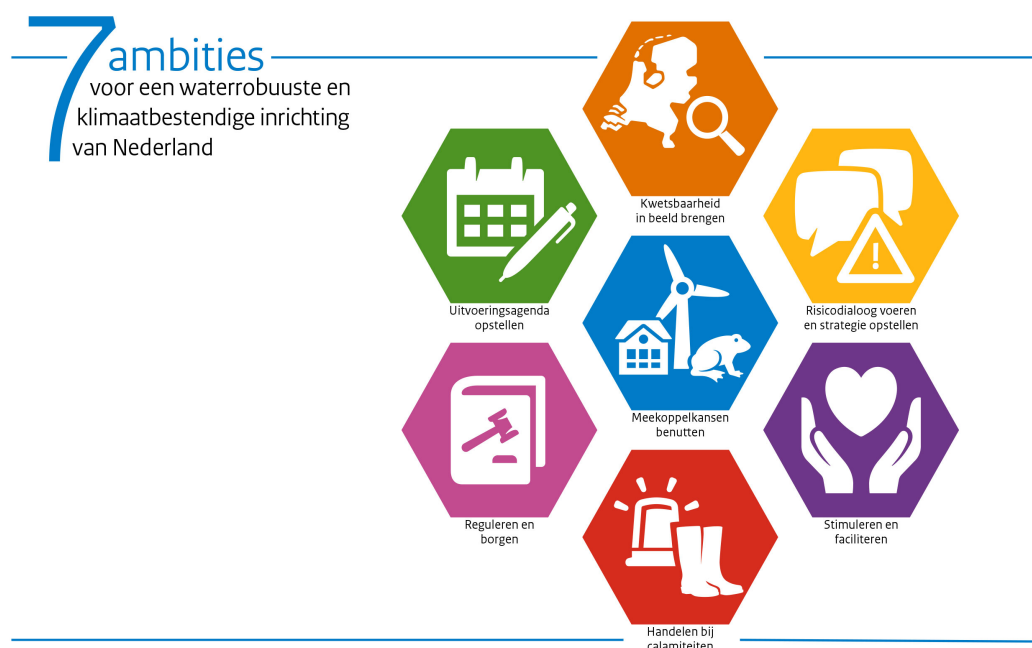 7 ambities
voor een waterrobuuste en
klimaatbestendige inrichting
van Nederland
Kwetsbaarheid
in beeld brengen
Uitvoeringsagenda
opstellen
Risicodialoog voeren
en strategie opstellen
Meekoppelkansen
benutten
Reguleren en
borgen
Stimuleren en
faciliteren
Handelen bij
calamiteiten